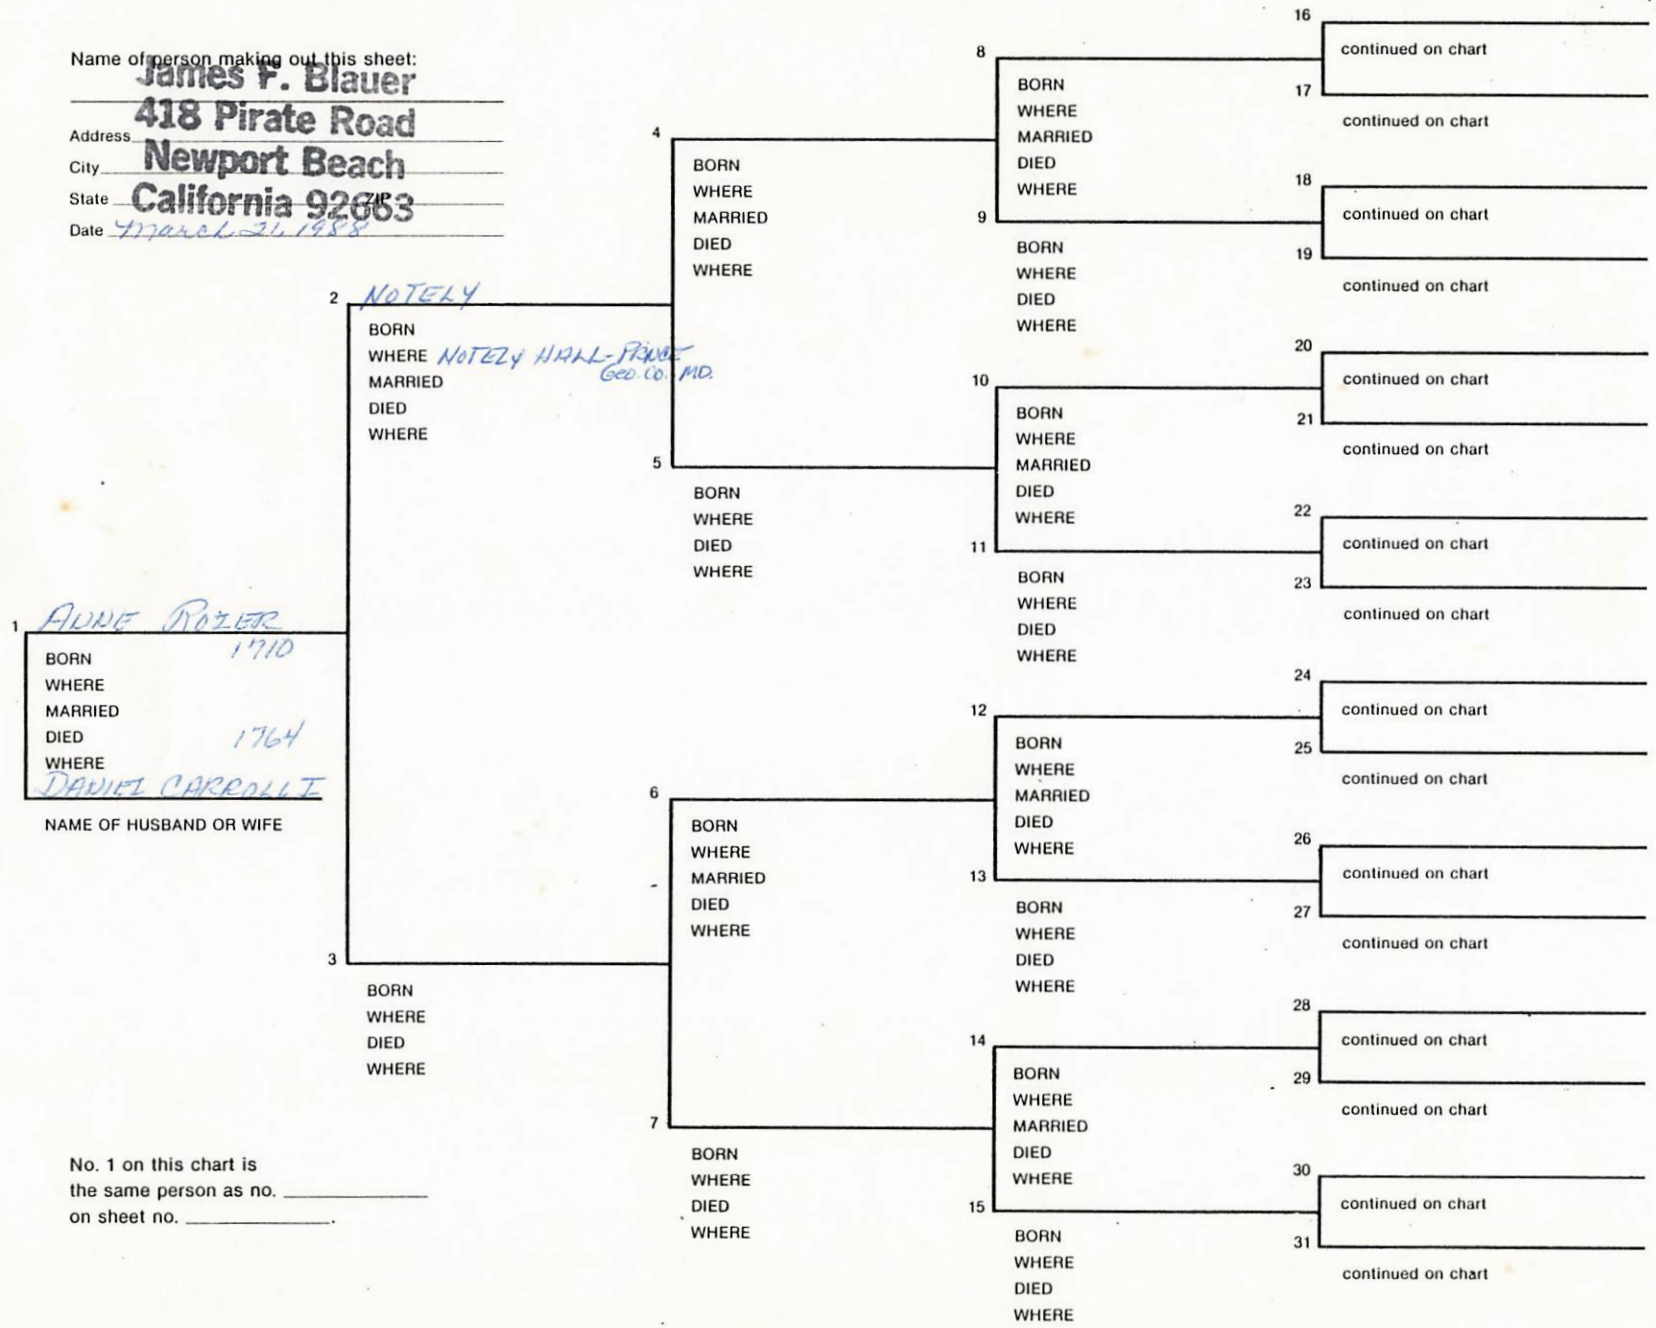 Name of person making out this sheet:
James F. Blauer
418 Pirate Road
Address
Newport Beach
City
California 92663
State ZIP
Date March 21, 1988
1 ANNE ROZER
BORN 1710
WHERE
MARRIED
DIED 1764
WHERE
DANIEL CARROLL I
NAME OF HUSBAND OR WIFE
2 NOTELY
BORN
WHERE NOTELY HALL-PRINCE
GEO. CO. MD.
MARRIED
DIED
WHERE
3
BORN
WHERE
DIED
WHERE
No. 1 on this chart is
the same person as no.
on sheet no. .
4
BORN
WHERE
MARRIED
DIED
WHERE
5
BORN
WHERE
DIED
WHERE
6
BORN
WHERE
MARRIED
DIED
WHERE
7
BORN
WHERE
DIED
WHERE
8
BORN
WHERE
MARRIED
DIED
WHERE
9
BORN
WHERE
DIED
WHERE
10
BORN
WHERE
MARRIED
DIED
WHERE
11
BORN
WHERE
DIED
WHERE
12
BORN
WHERE
MARRIED
DIED
WHERE
13
BORN
WHERE
DIED
WHERE
14
BORN
WHERE
MARRIED
DIED
WHERE
15
BORN
WHERE
DIED
WHERE
16
continued on chart
17
continued on chart
18
continued on chart
19
continued on chart
20
continued on chart
21
continued on chart
22
continued on chart
23
continued on chart
24
continued on chart
25
continued on chart
26
continued on chart
27
continued on chart
28
continued on chart
29
continued on chart
30
continued on chart
31
continued on chart